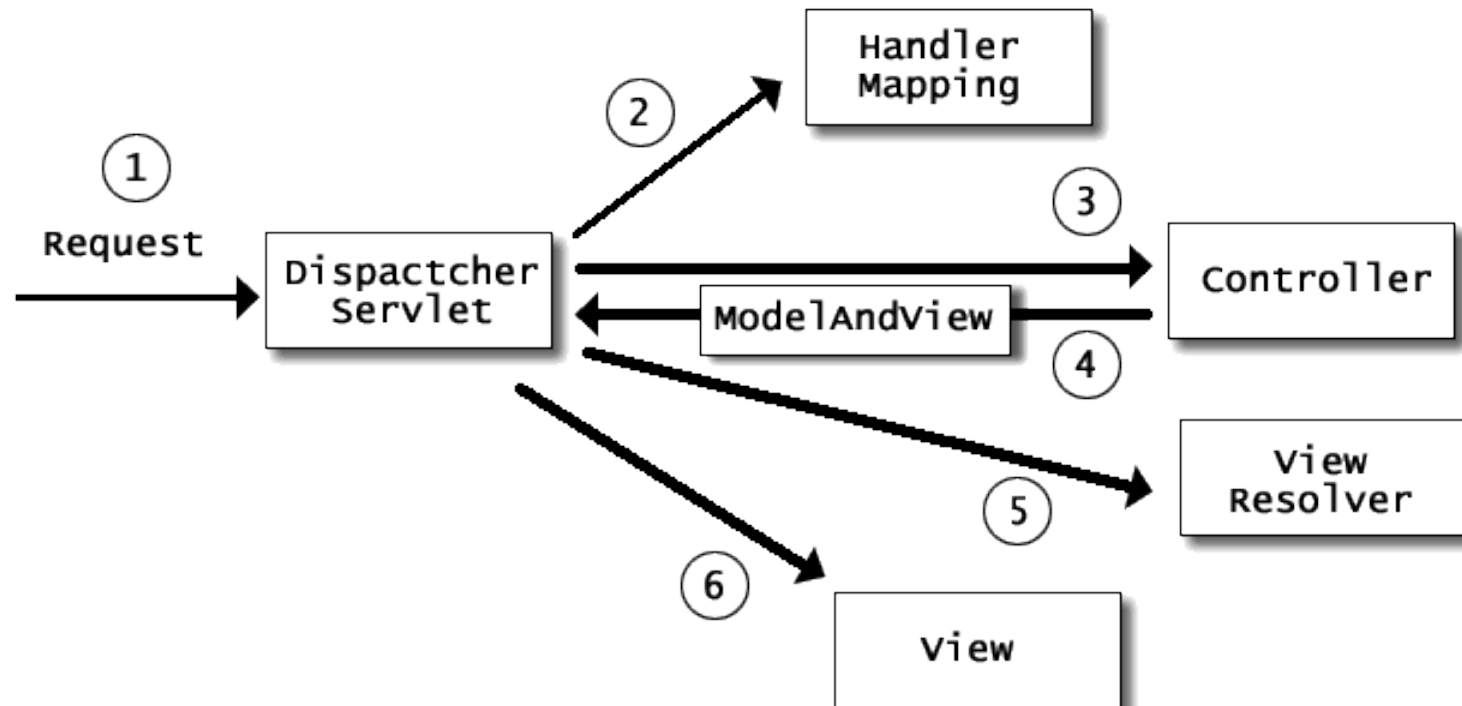 1
Request
Dispactcher
Servlet
2
Handler
Mapping
3
Controller
ModelAndView
4
5
View
Resolver
6
View